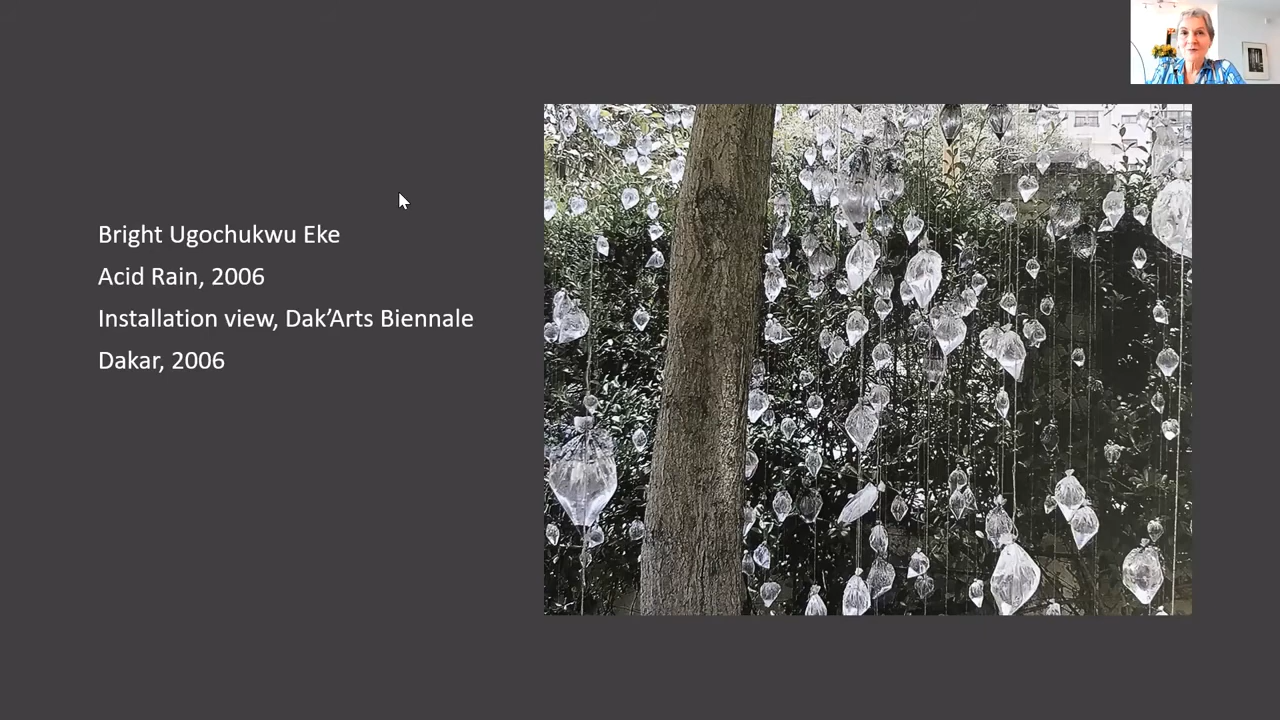 Bright Ugochukwu Eke
Acid Rain, 2006
Installation view, Dak’Arts Biennale
Dakar, 2006